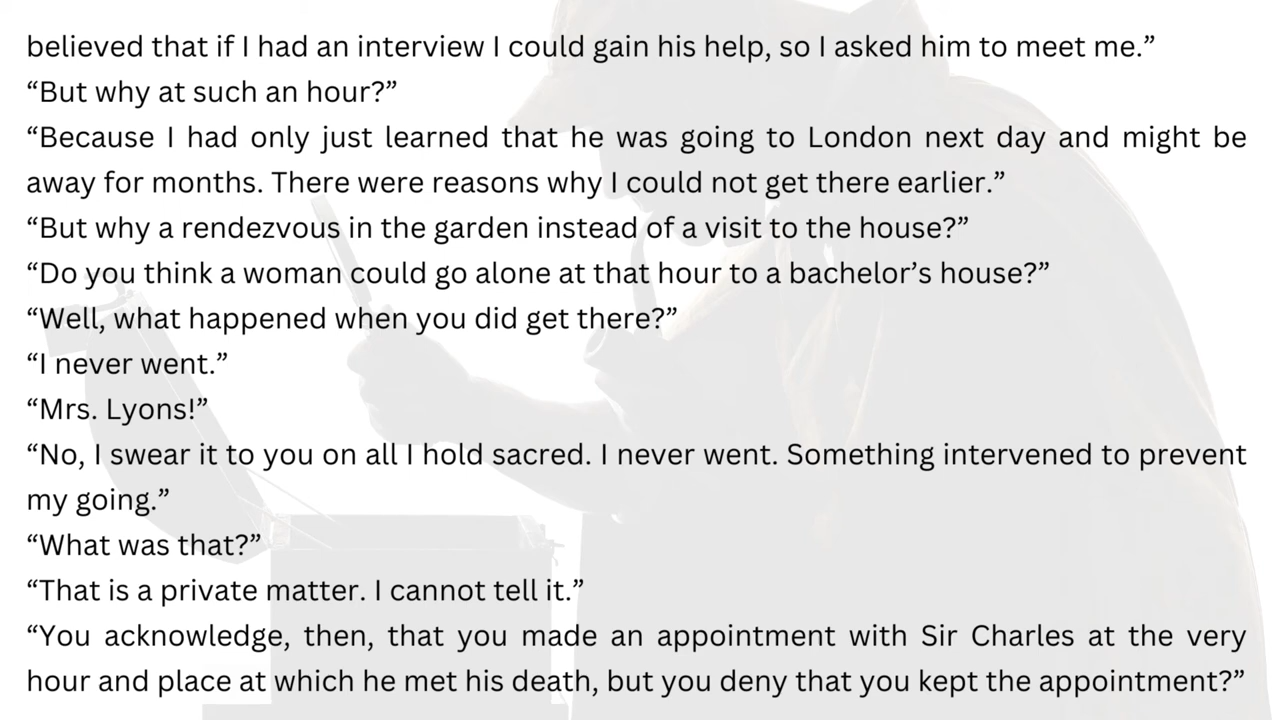 believed that if I had an interview I could gain his help, so I asked him to meet me.”
“But why at such an hour?”
“Because I had only just learned that he was going to London next day and might be
away for months. There were reasons why I could not get there earlier.”
“But why a rendezvous in the garden instead of a visit to the house?”
“Do you think a woman could go alone at that hour to a bachelor’s house?”
“Well, what happened when you did get there?”
“I never went.”
“Mrs. Lyons!”
“No, I swear it to you on all I hold sacred. I never went. Something intervened to prevent
my going.”
“What was that?”
“That is a private matter. I cannot tell it.”
“You acknowledge, then, that you made an appointment with Sir Charles at the very
hour and place at which he met his death, but you deny that you kept the appointment?”